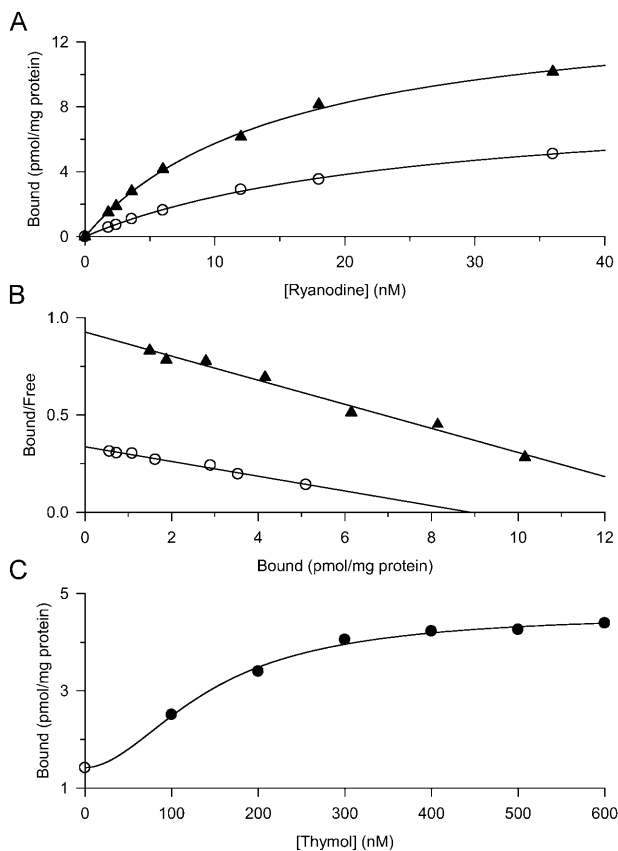 A
12
8
4
0
Bound (pmol/mg protein)
0 10 20 30 40
[Ryanodine] (nM)
B
1.0
0.5
0.0
Bound/Free
0 2 4 6 8 10 12
Bound (pmol/mg protein)
C
5
3
1
Bound (pmol/mg protein)
0 100 200 300 400 500 600
[Thymol] (nM)